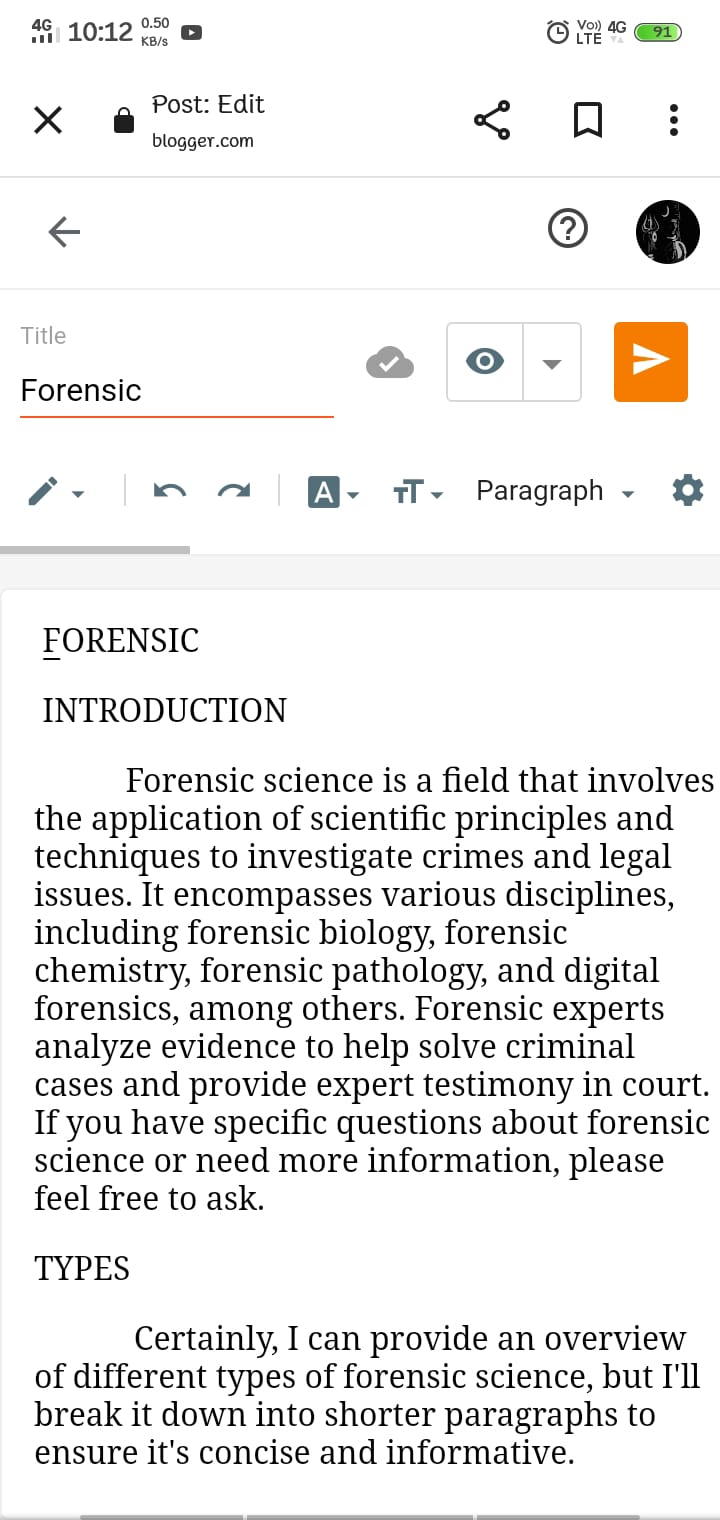 4G 10:12 0.50 KB/s Vo)) LTE 4G 91
Post: Edit
blogger.com
Title
Forensic
A TT Paragraph
FORENSIC
INTRODUCTION
Forensic science is a field that involves
the application of scientific principles and
techniques to investigate crimes and legal
issues. It encompasses various disciplines,
including forensic biology, forensic
chemistry, forensic pathology, and digital
forensics, among others. Forensic experts
analyze evidence to help solve criminal
cases and provide expert testimony in court.
If you have specific questions about forensic
science or need more information, please
feel free to ask.
TYPES
Certainly, I can provide an overview
of different types of forensic science, but I'll
break it down into shorter paragraphs to
ensure it's concise and informative.